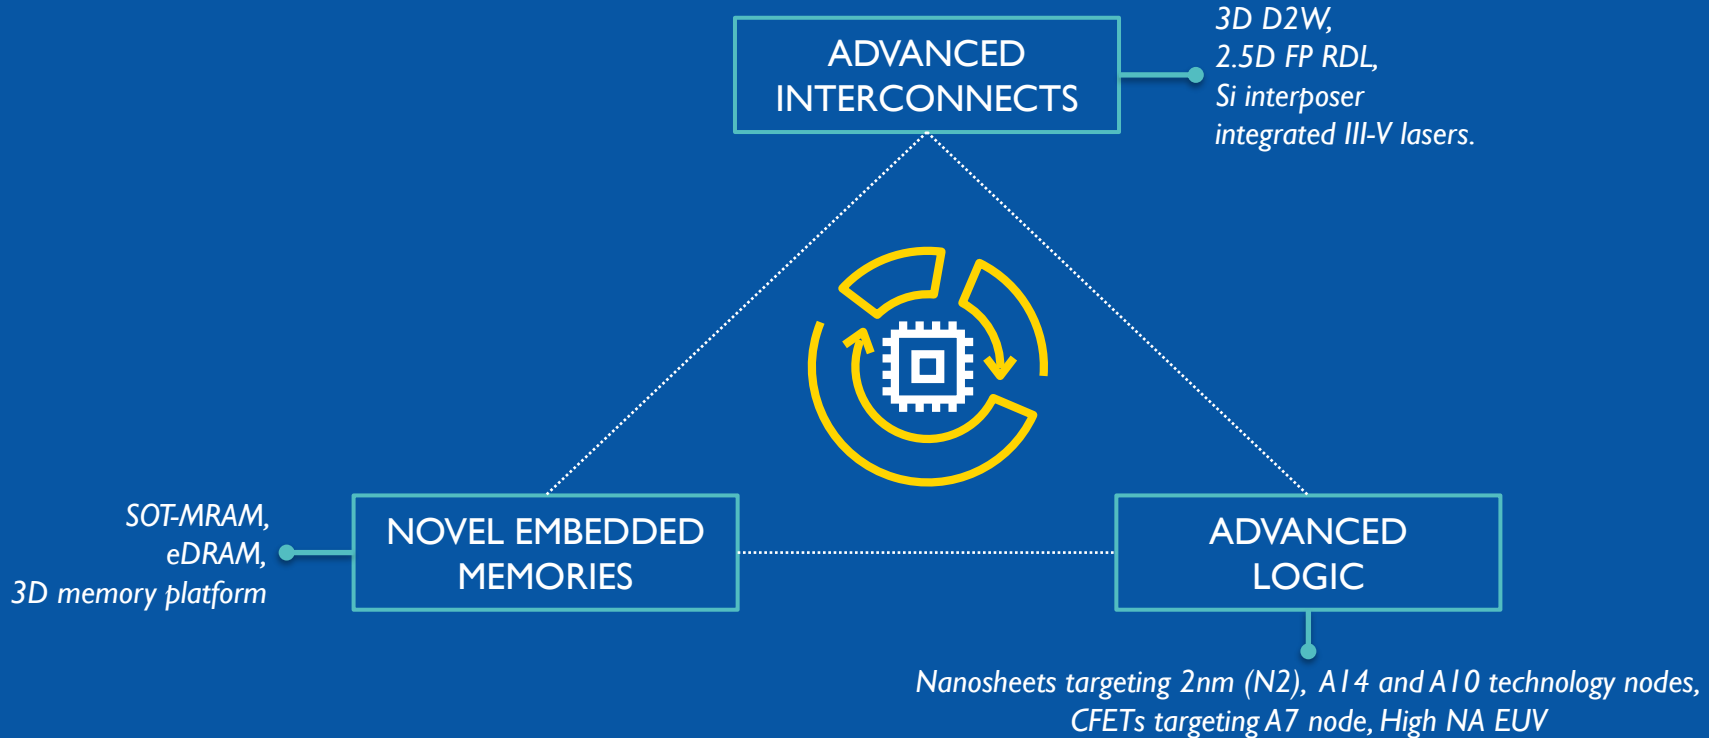 ADVANCED
INTERCONNECTS
3D D2W,
2.5D FP RDL,
Si interposer
integrated III-V lasers.
SOT-MRAM,
eDRAM,
3D memory platform
NOVEL EMBEDDED
MEMORIES
ADVANCED
LOGIC
Nanosheets targeting 2nm (N2), A14 and A10 technology nodes,
CFETs targeting A7 node, High NA EUV